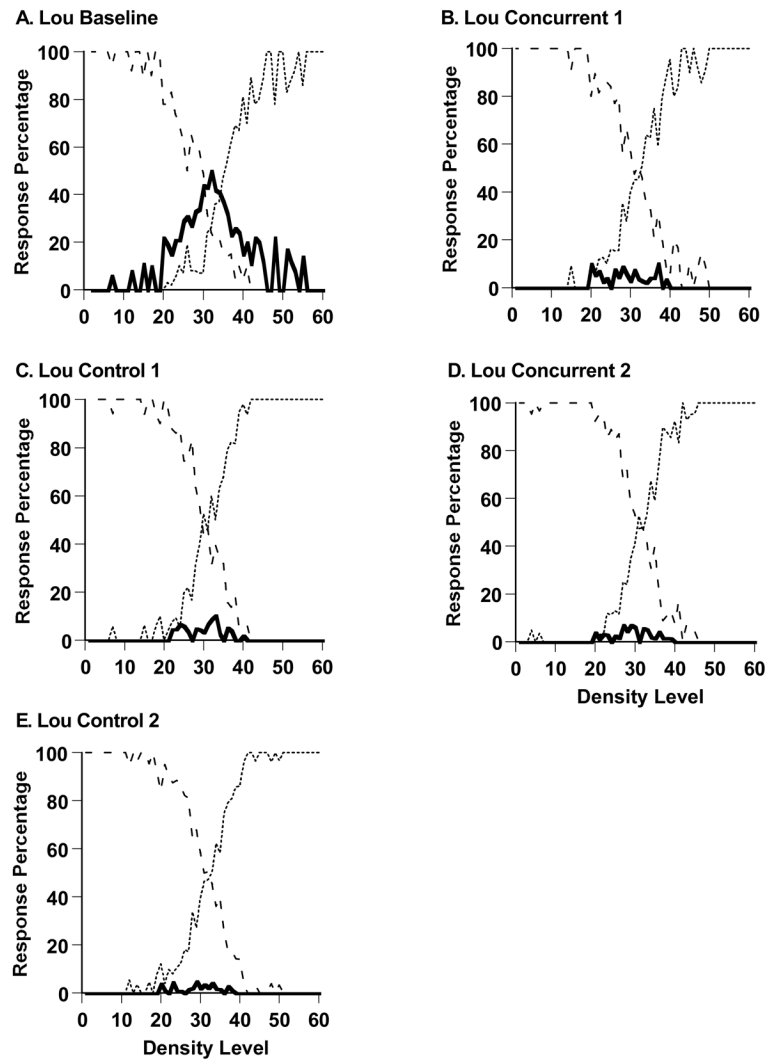 A. Lou Baseline
Response Percentage
100
80
60
40
20
0
0 10 20 30 40 50 60
B. Lou Concurrent 1
Response Percentage
100
80
60
40
20
0
0 10 20 30 40 50 60
C. Lou Control 1
Response Percentage
100
80
60
40
20
0
0 10 20 30 40 50 60
D. Lou Concurrent 2
Response Percentage
100
80
60
40
20
0
0 10 20 30 40 50 60
Density Level
E. Lou Control 2
Response Percentage
100
80
60
40
20
0
0 10 20 30 40 50 60
Density Level